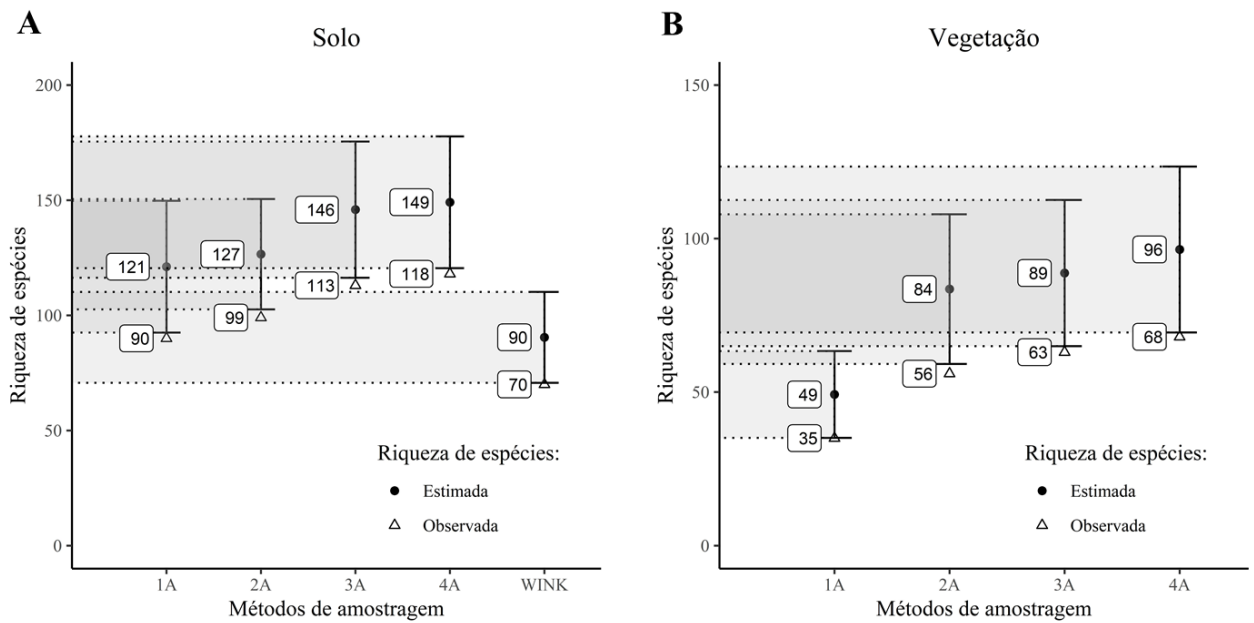 A
Solo
Riqueza de espécies
200
150
100
50
0
121
90
127
99
146
113
149
118
90
70
Riqueza de espécies:
Estimada
Observada
1A 2A 3A 4A WINK
Métodos de amostragem
B
Vegetação
Riqueza de espécies
150
100
50
0
49
35
84
56
89
63
96
68
Riqueza de espécies:
Estimada
Observada
1A 2A 3A 4A
Métodos de amostragem